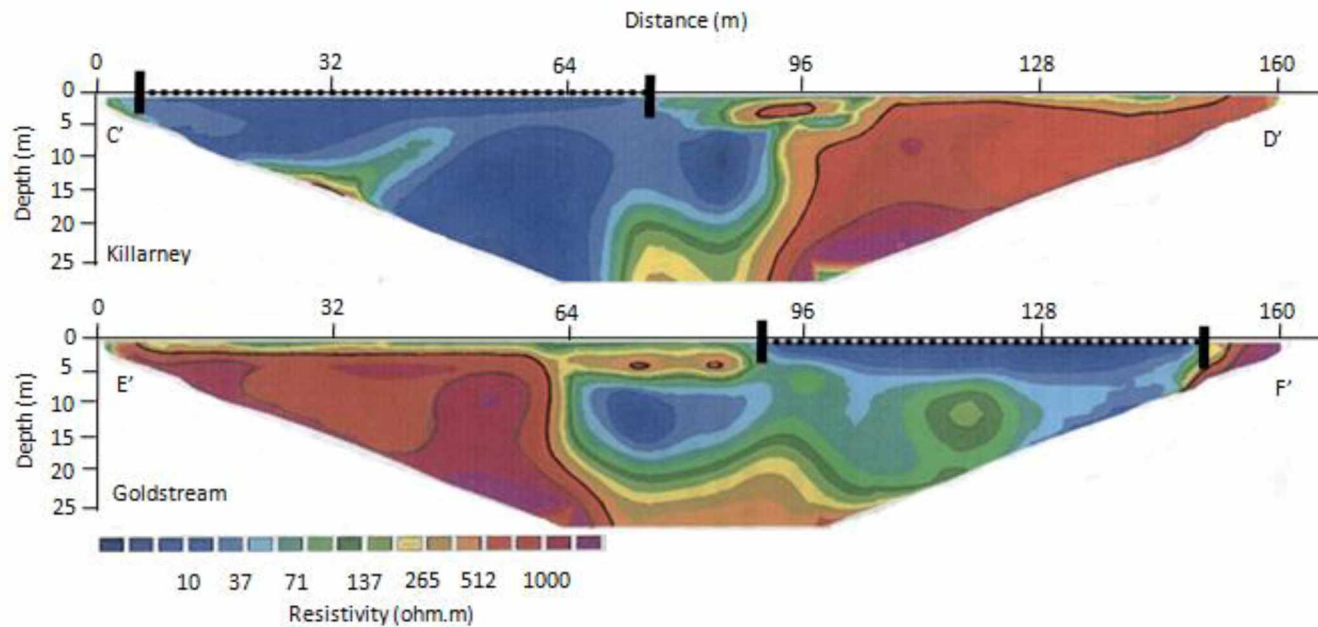 Distance (m)
0 32 64 96 128 160
0
5
10
15
20
25
Depth (m)
C' D'
Killarney
0 32 64 96 128 160
0
5
10
15
20
25
Depth (m)
E' F'
Goldstream
10 37 71 137 265 512 1000
Resistivity (ohm.m)